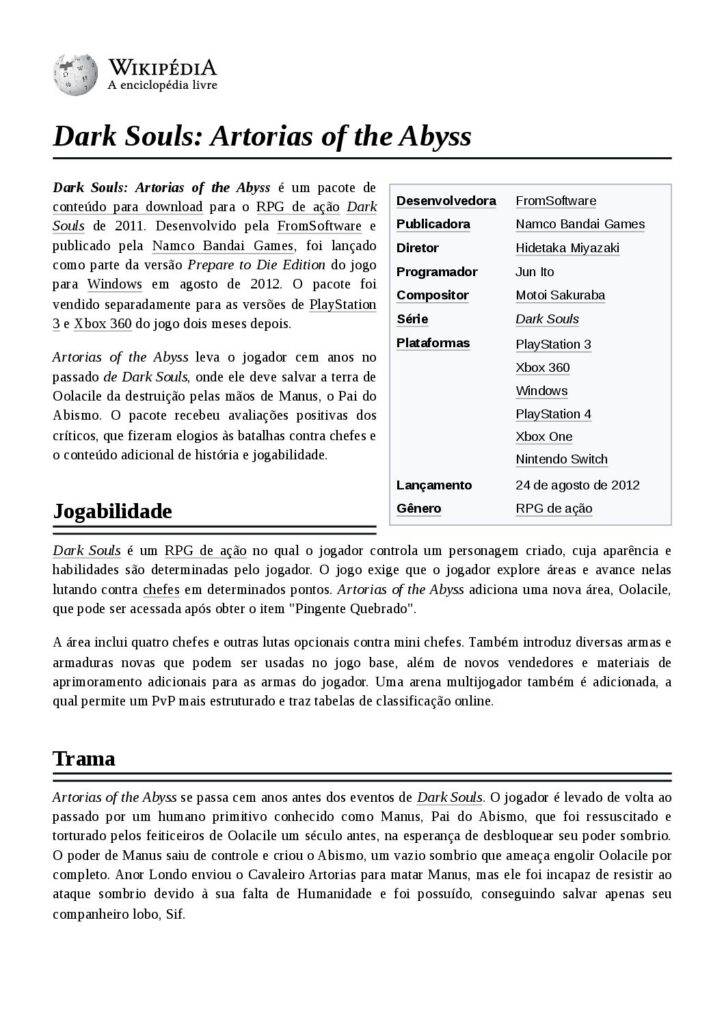 WIKIPÉDIA
A enciclopédia livre
Dark Souls: Artorias of the Abyss
Dark Souls: Artorias of the Abyss é um pacote de
conteúdo para download para o RPG de ação Dark
Souls de 2011. Desenvolvido pela FromSoftware e
publicado pela Namco Bandai Games, foi lançado
como parte da versão Prepare to Die Edition do jogo
para Windows em agosto de 2012. O pacote foi
vendido separadamente para as versões de PlayStation
3 e Xbox 360 do jogo dois meses depois.
Artorias of the Abyss leva o jogador cem anos no
passado de Dark Souls, onde ele deve salvar a terra de
Oolacile da destruição pelas mãos de Manus, o Pai do
Abismo. O pacote recebeu avaliações positivas dos
críticos, que fizeram elogios às batalhas contra chefes e
o conteúdo adicional de história e jogabilidade.
Desenvolvedora FromSoftware
Publicadora Namco Bandai Games
Diretor Hidetaka Miyazaki
Programador Jun Ito
Compositor Motoi Sakuraba
Série Dark Souls
Plataformas PlayStation 3
Xbox 360
Windows
PlayStation 4
Xbox One
Nintendo Switch
Lançamento 24 de agosto de 2012
Gênero RPG de ação
Jogabilidade
Dark Souls é um RPG de ação no qual o jogador controla um personagem criado, cuja aparência e
habilidades são determinadas pelo jogador. O jogo exige que o jogador explore áreas e avance nelas
lutando contra chefes em determinados pontos. Artorias of the Abyss adiciona uma nova área, Oolacile,
que pode ser acessada após obter o item "Pingente Quebrado".
A área inclui quatro chefes e outras lutas opcionais contra mini chefes. Também introduz diversas armas e
armaduras novas que podem ser usadas no jogo base, além de novos vendedores e materiais de
aprimoramento adicionais para as armas do jogador. Uma arena multijogador também é adicionada, a
qual permite um PvP mais estruturado e traz tabelas de classificação online.
Trama
Artorias of the Abyss se passa cem anos antes dos eventos de Dark Souls. O jogador é levado de volta ao
passado por um humano primitivo conhecido como Manus, Pai do Abismo, que foi ressuscitado e
torturado pelos feiticeiros de Oolacile um século antes, na esperança de desbloquear seu poder sombrio.
O poder de Manus saiu de controle e criou o Abismo, um vazio sombrio que ameaça engolir Oolacile por
completo. Anor Londo enviou o Cavaleiro Artorias para matar Manus, mas ele foi incapaz de resistir ao
ataque sombrio devido à sua falta de Humanidade e foi possuído, conseguindo salvar apenas seu
companheiro lobo, Sif.